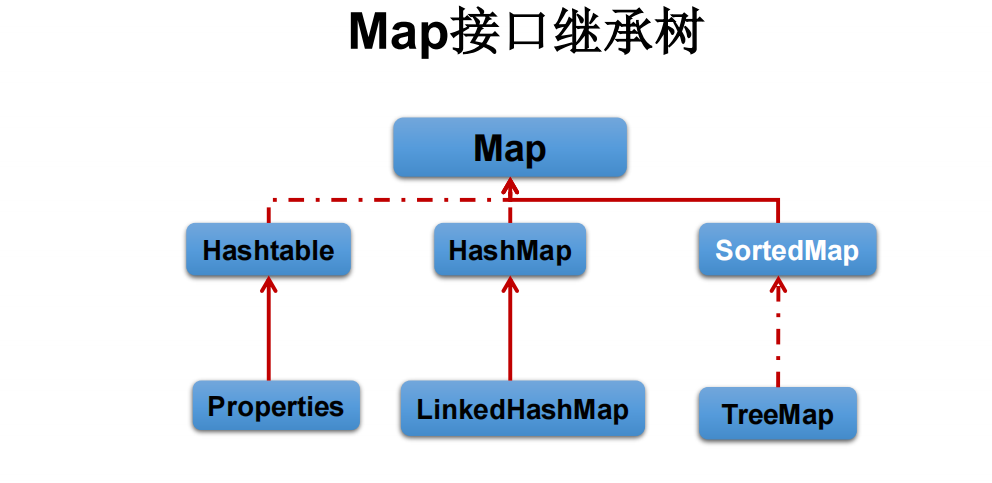 Map接口继承树
Map
Hashtable
HashMap
SortedMap
Properties
LinkedHashMap
TreeMap